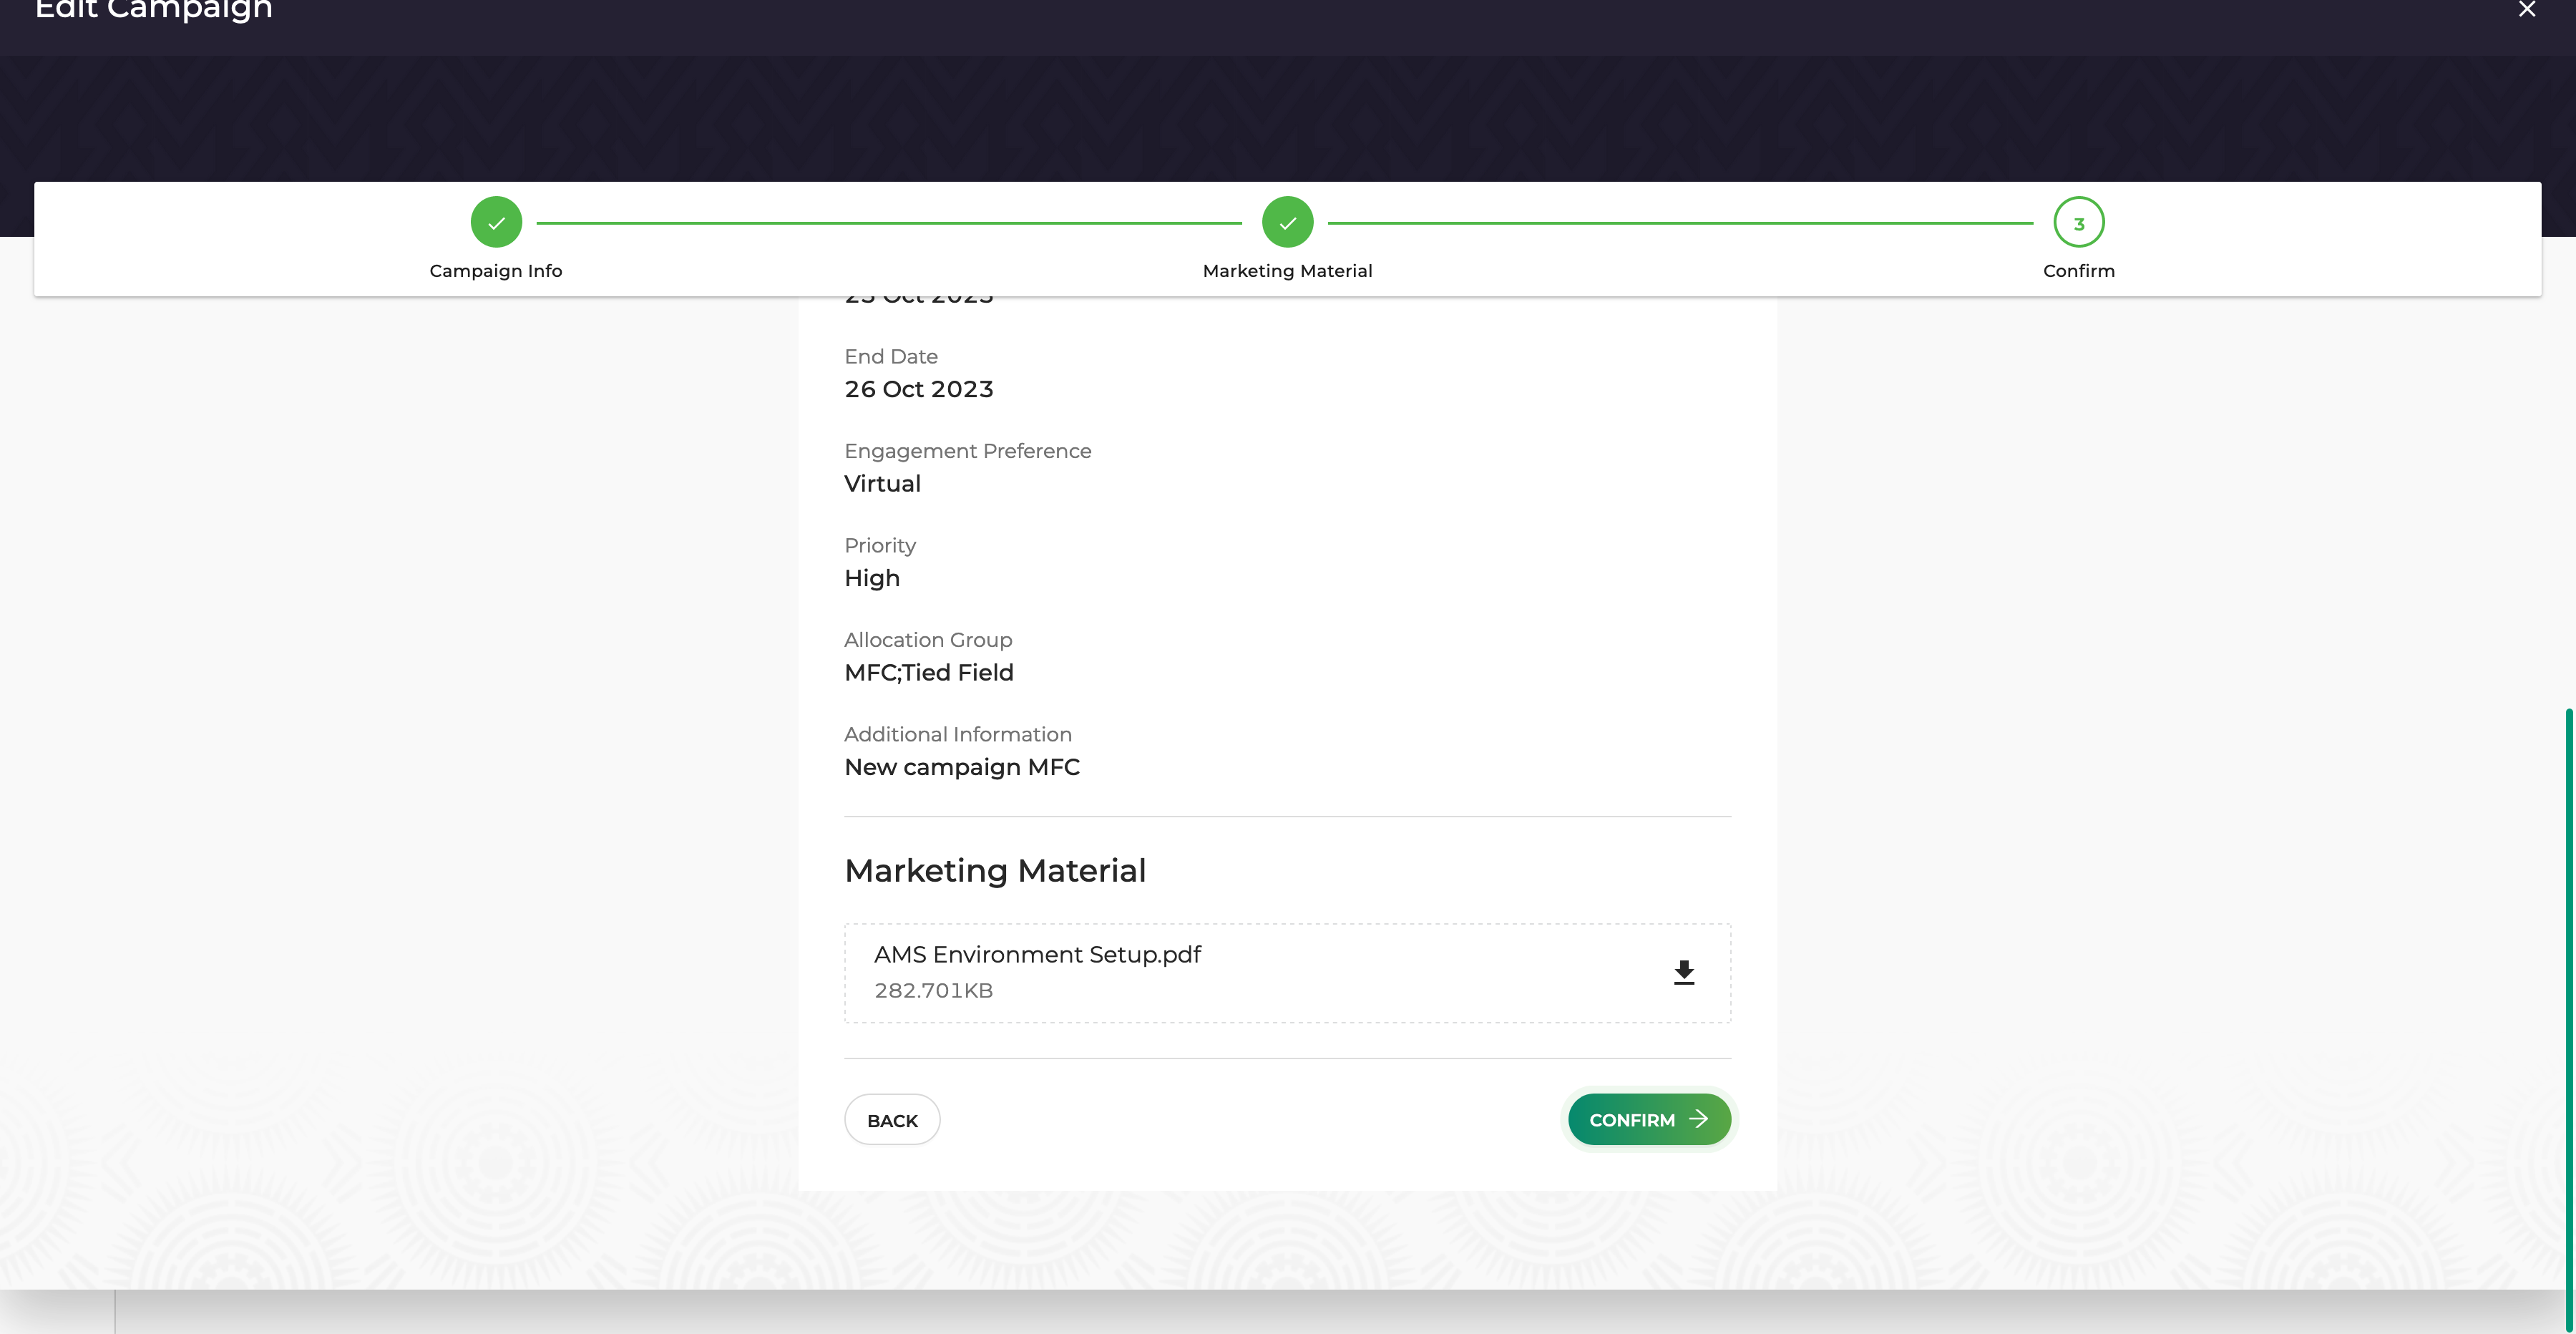 Edit Campaign
3
Campaign Info
Marketing Material
Confirm
Oct 2023
End Date
26 Oct 2023
Engagement Preference
Virtual
Priority
High
Allocation Group
MFC;Tied Field
Additional Information
New campaign MFC
Marketing Material
AMS Environment Setup.pdf
282.701KB
BACK
CONFIRM